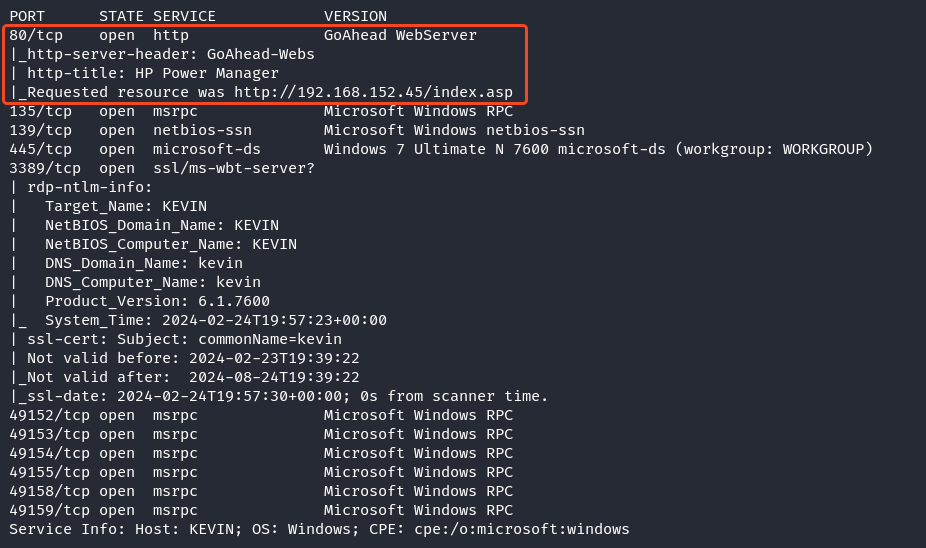 PORT      STATE SERVICE            VERSION
80/tcp    open  http               GoAhead WebServer
|_http-server-header: GoAhead-Webs
| http-title: HP Power Manager
|_Requested resource was http://192.168.152.45/index.asp
135/tcp   open  msrpc              Microsoft Windows RPC
139/tcp   open  netbios-ssn        Microsoft Windows netbios-ssn
445/tcp   open  microsoft-ds       Windows 7 Ultimate N 7600 microsoft-ds (workgroup: WORKGROUP)
3389/tcp  open  ssl/ms-wbt-server?
| rdp-ntlm-info:
|   Target_Name: KEVIN
|   NetBIOS_Domain_Name: KEVIN
|   NetBIOS_Computer_Name: KEVIN
|   DNS_Domain_Name: kevin
|   DNS_Computer_Name: kevin
|   Product_Version: 6.1.7600
|_  System_Time: 2024-02-24T19:57:23+00:00
| ssl-cert: Subject: commonName=kevin
| Not valid before: 2024-02-23T19:39:22
|_Not valid after:  2024-08-24T19:39:22
|_ssl-date: 2024-02-24T19:57:30+00:00; 0s from scanner time.
49152/tcp open  msrpc              Microsoft Windows RPC
49153/tcp open  msrpc              Microsoft Windows RPC
49154/tcp open  msrpc              Microsoft Windows RPC
49155/tcp open  msrpc              Microsoft Windows RPC
49158/tcp open  msrpc              Microsoft Windows RPC
49159/tcp open  msrpc              Microsoft Windows RPC
Service Info: Host: KEVIN; OS: Windows; CPE: cpe:/o:microsoft:windows